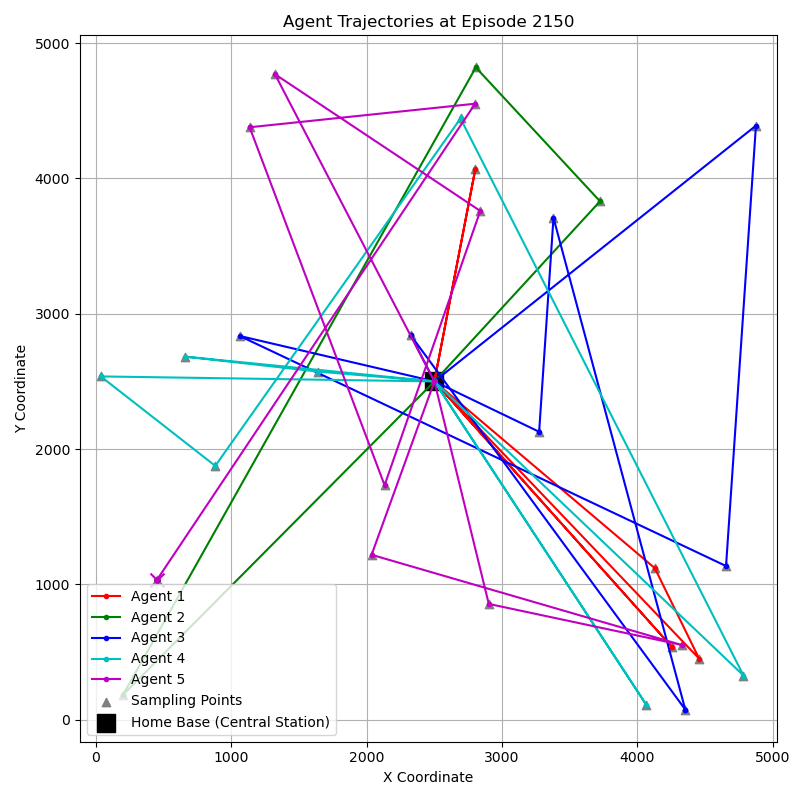 Agent Trajectories at Episode 2150
5000
4000
3000
2000
1000
0
Y Coordinate
Agent 1
Agent 2
Agent 3
Agent 4
Agent 5
Sampling Points
Home Base (Central Station)
0 1000 2000 3000 4000 5000
X Coordinate